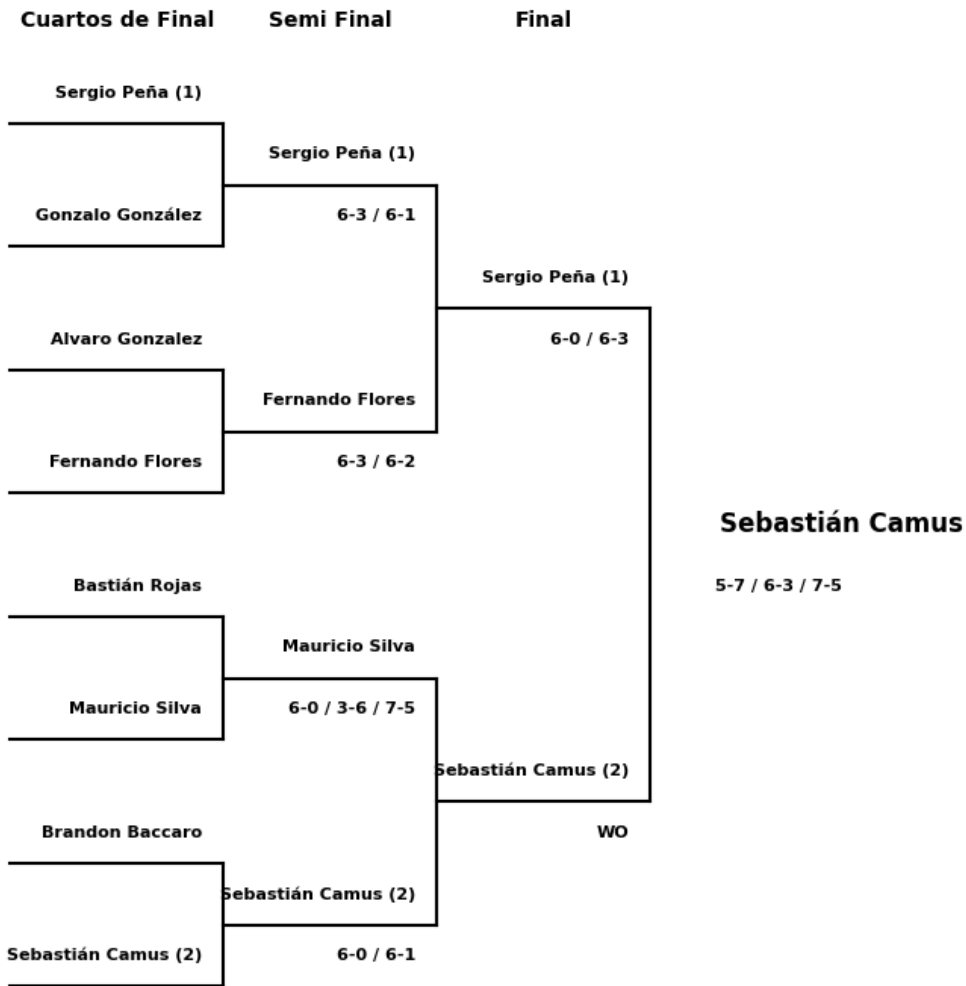 Cuartos de Final Semi Final Final
Sergio Peña (1)
Sergio Peña (1)
Gonzalo González 6-3 / 6-1
Sergio Peña (1)
Alvaro Gonzalez 6-0 / 6-3
Fernando Flores
Fernando Flores 6-3 / 6-2
Sebastián Camus
Bastián Rojas 5-7 / 6-3 / 7-5
Mauricio Silva
Mauricio Silva 6-0 / 3-6 / 7-5
Sebastián Camus (2)
Brandon Baccaro WO
Sebastián Camus (2)
Sebastián Camus (2) 6-0 / 6-1